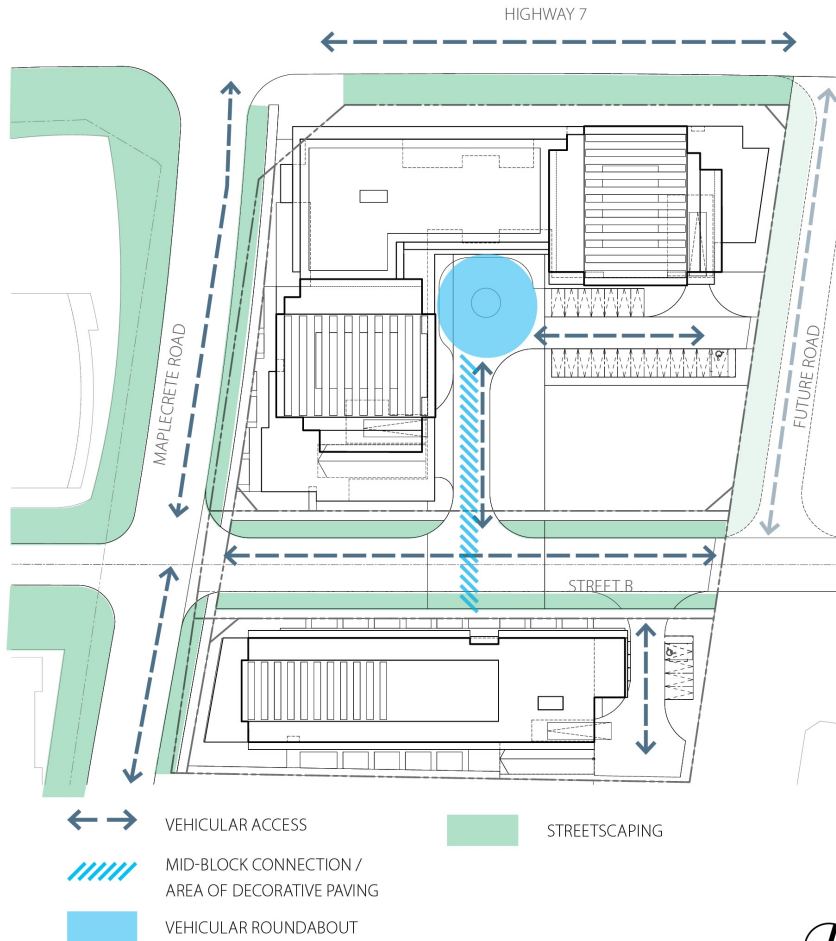 HIGHWAY 7
MAPLECRETE ROAD
FUTURE ROAD
STREET B
VEHICULAR ACCESS
STREETSCAPING
MID-BLOCK CONNECTION /
AREA OF DECORATIVE PAVING
VEHICULAR ROUNDABOUT